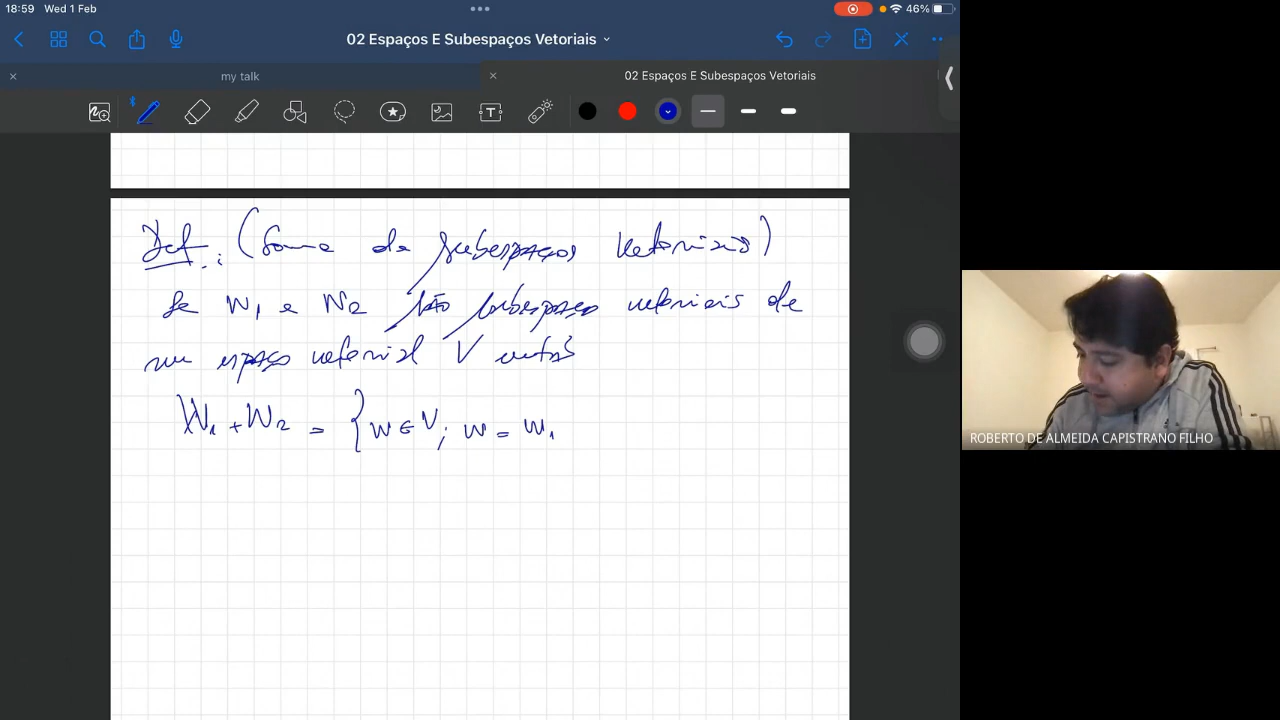 18:59 Wed 1 Feb
46%
02 Espaços E Subespaços Vetoriais
my talk
02 Espaços E Subespaços Vetoriais
T
Def.: (Soma de subespaços vetoriais)
Se W₁ e W₂ são subespaços vetoriais de
um espaço vetorial V então
W₁ + W₂ = { w ∈ V; w = w₁
ROBERTO DE ALMEIDA CAPISTRANO FILHO